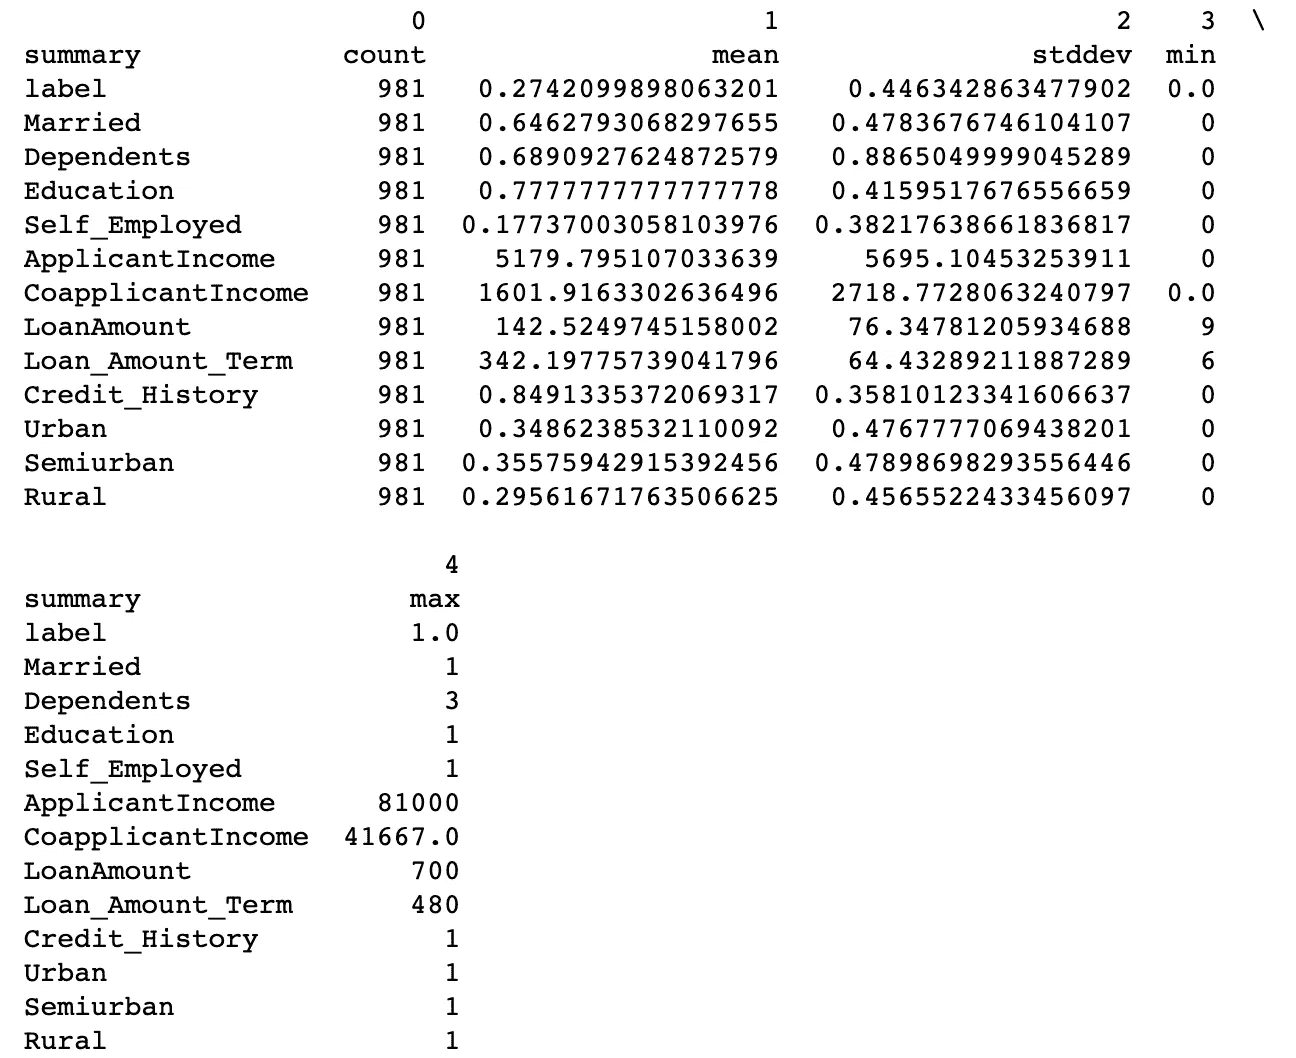 0 1 2 3 \
summary count mean stddev min
label 981 0.2742099898063201 0.446342863477902 0.0
Married 981 0.6462793068297655 0.4783676746104107 0
Dependents 981 0.6890927624872579 0.8865049999045289 0
Education 981 0.7777777777777778 0.4159517676556659 0
Self_Employed 981 0.17737003058103976 0.38217638661836817 0
ApplicantIncome 981 5179.795107033639 5695.10453253911 0
CoapplicantIncome 981 1601.9163302636496 2718.7728063240797 0.0
LoanAmount 981 142.5249745158002 76.34781205934688 9
Loan_Amount_Term 981 342.19775739041796 64.43289211887289 6
Credit_History 981 0.8491335372069317 0.35810123341606637 0
Urban 981 0.3486238532110092 0.4767777069438201 0
Semiurban 981 0.35575942915392456 0.47898698293556446 0
Rural 981 0.29561671763506625 0.4565522433456097 0
4
summary max
label 1.0
Married 1
Dependents 3
Education 1
Self_Employed 1
ApplicantIncome 81000
CoapplicantIncome 41667.0
LoanAmount 700
Loan_Amount_Term 480
Credit_History 1
Urban 1
Semiurban 1
Rural 1